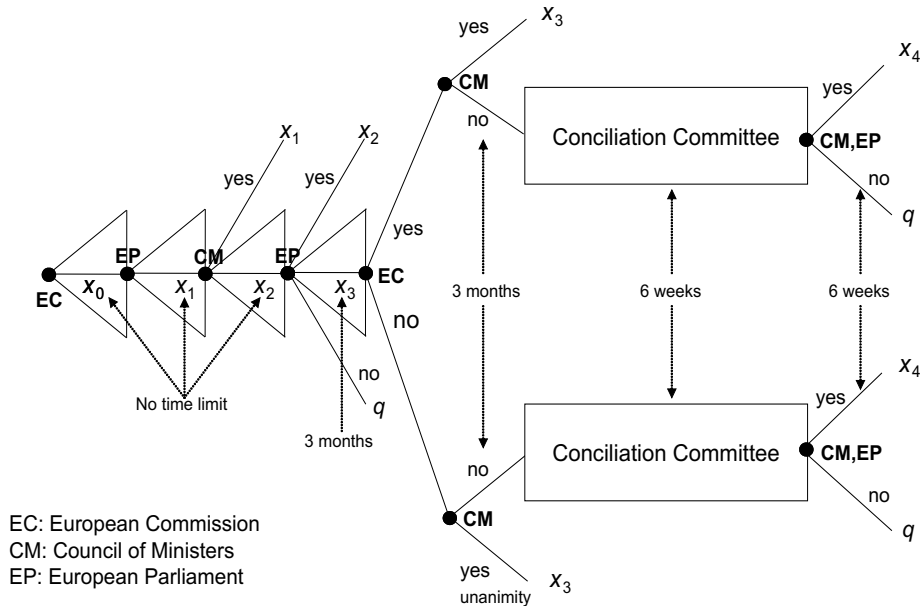 yes
x3
CM
no
Conciliation Committee
yes
x4
CM,EP
no
q
x1
x2
yes
yes
yes
EC
x0
EP
x1
CM
x2
EP
x3
EC
no
No time limit
no
q
3 months
3 months
6 weeks
6 weeks
no
CM
yes
unanimity
x3
Conciliation Committee
yes
x4
CM,EP
no
q
EC: European Commission
CM: Council of Ministers
EP: European Parliament